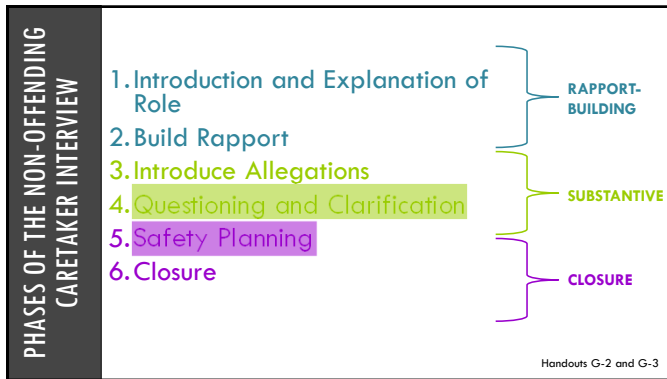 PHASES OF THE NON-OFFENDING
CARETAKER INTERVIEW
1. Introduction and Explanation of
Role
2. Build Rapport
3. Introduce Allegations
4. Questioning and Clarification
5. Safety Planning
6. Closure
RAPPORT-
BUILDING
SUBSTANTIVE
CLOSURE
Handouts G-2 and G-3